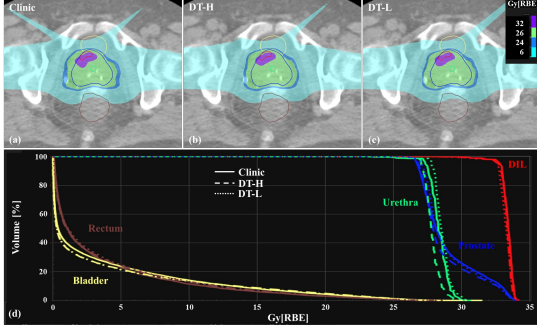 Clinic
DT-H
DT-L
Gy[RBE]
32
26
24
6
(a)
(b)
(c)
100
80
60
40
20
0
Volume [%]
Clinic
DT-H
DT-L
Rectum
Bladder
Urethra
Prostate
DIL
(d)
0
5
10
15
20
25
30
35
Gy[RBE]